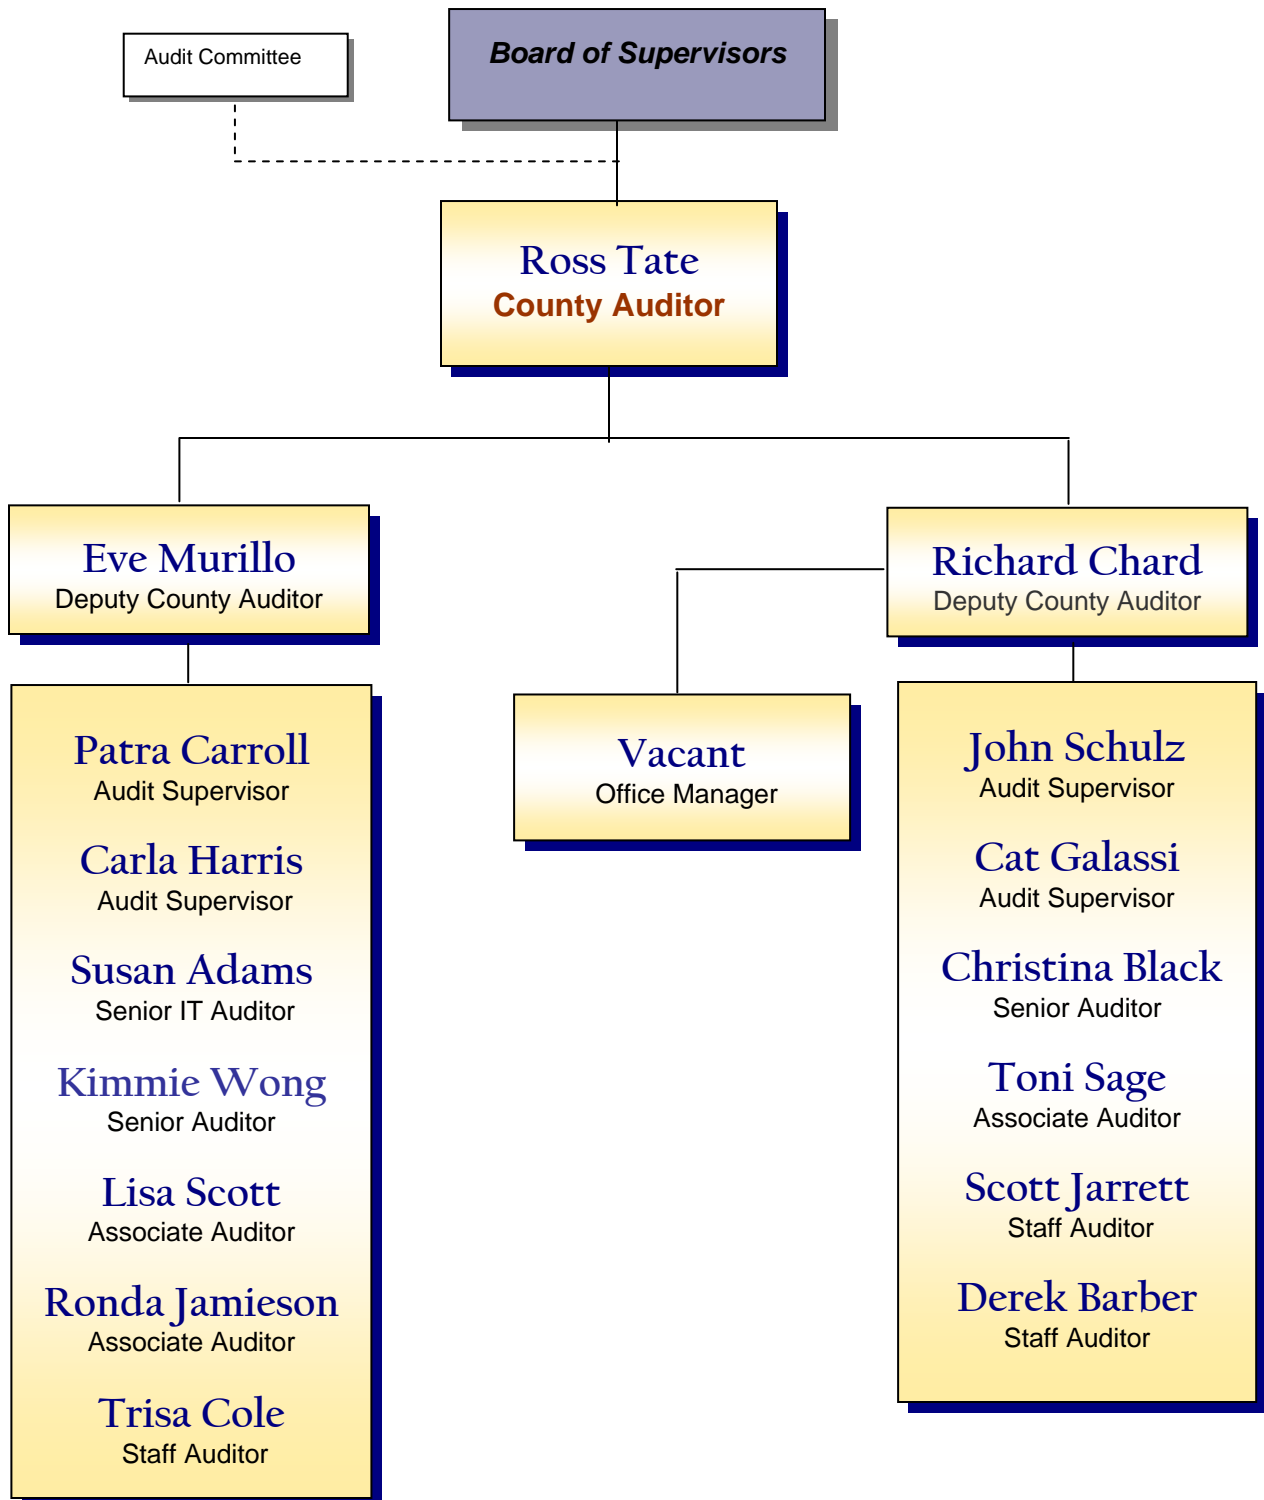 Audit Committee
Board of Supervisors
Ross Tate
County Auditor
Eve Murillo
Deputy County Auditor
Richard Chard
Deputy County Auditor
Patra Carroll
Audit Supervisor
Carla Harris
Audit Supervisor
Susan Adams
Senior IT Auditor
Kimmie Wong
Senior Auditor
Lisa Scott
Associate Auditor
Ronda Jamieson
Associate Auditor
Trisa Cole
Staff Auditor
Vacant
Office Manager
John Schulz
Audit Supervisor
Cat Galassi
Audit Supervisor
Christina Black
Senior Auditor
Toni Sage
Associate Auditor
Scott Jarrett
Staff Auditor
Derek Barber
Staff Auditor